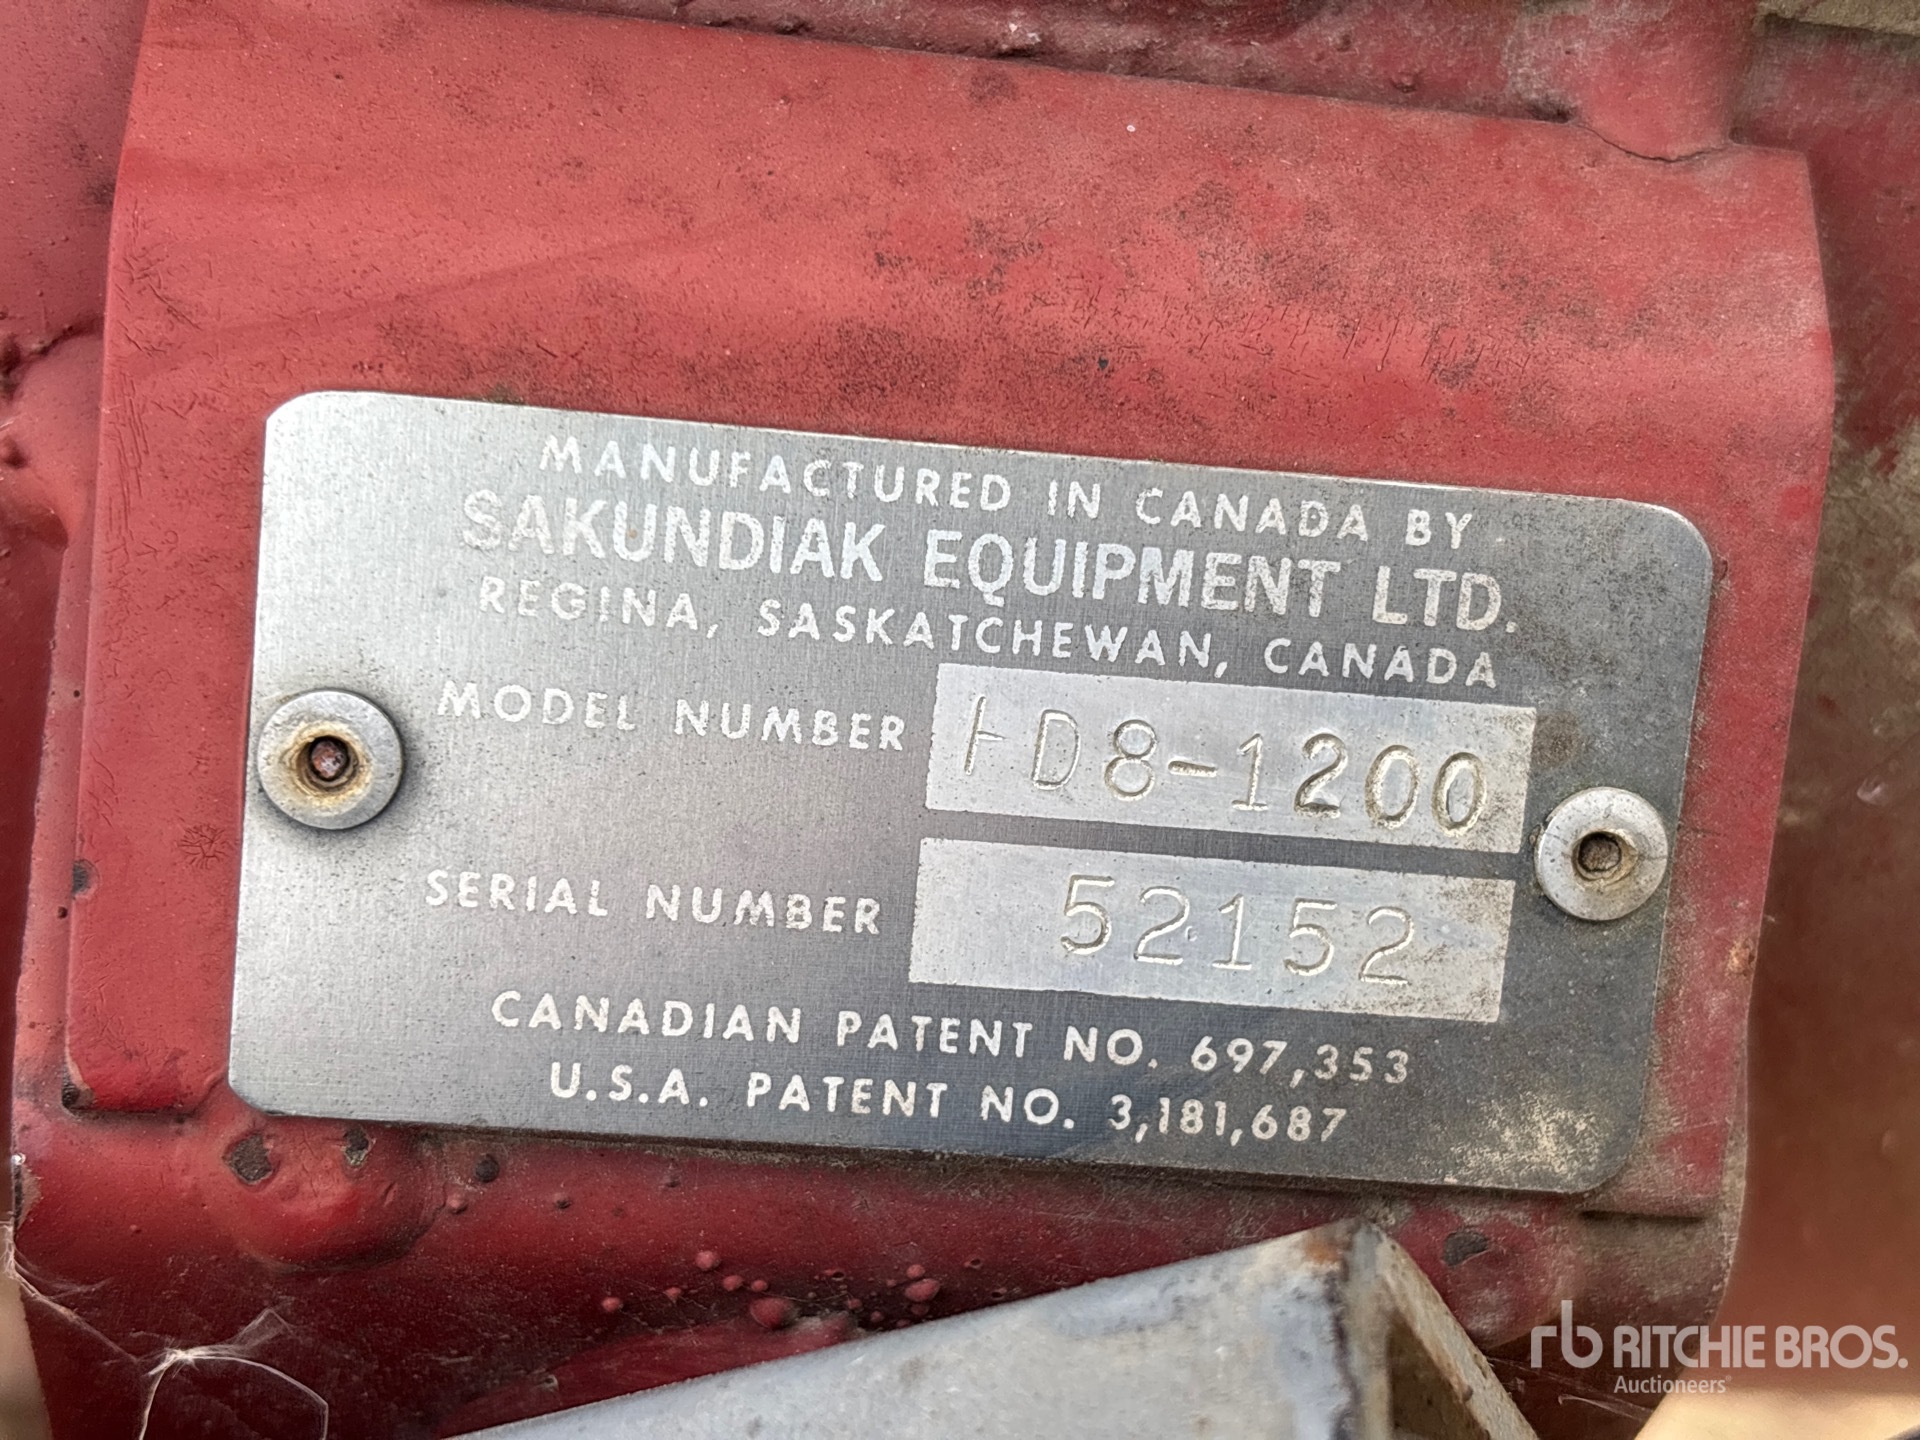 MANUFACTURED IN CANADA BY
SAKUNDIAK EQUIPMENT LTD.
REGINA, SASKATCHEWAN, CANADA
MODEL NUMBER HD8-1200
SERIAL NUMBER 52152
CANADIAN PATENT NO. 697,353
U.S.A. PATENT NO. 3,181,687
rb RITCHIE BROS.
Auctioneers